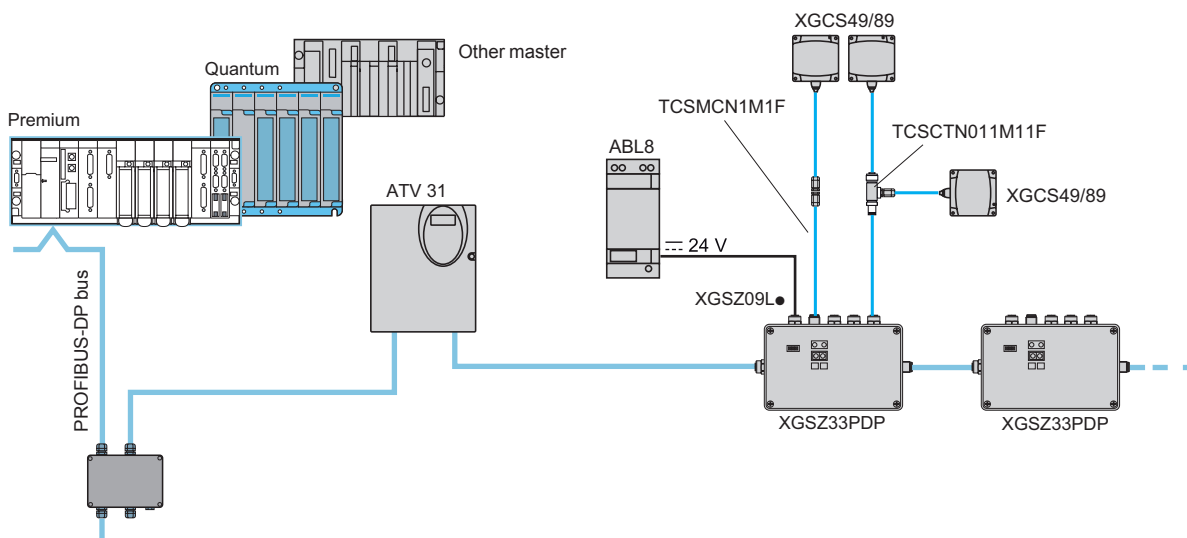 XGCS49/89
Other master
Quantum
TCSMCN1M1F
Premium
TCSCTN011M11F
ABL8
ATV 31
XGCS49/89
24 V
XGSZ09L●
PROFIBUS-DP bus
XGSZ33PDP
XGSZ33PDP